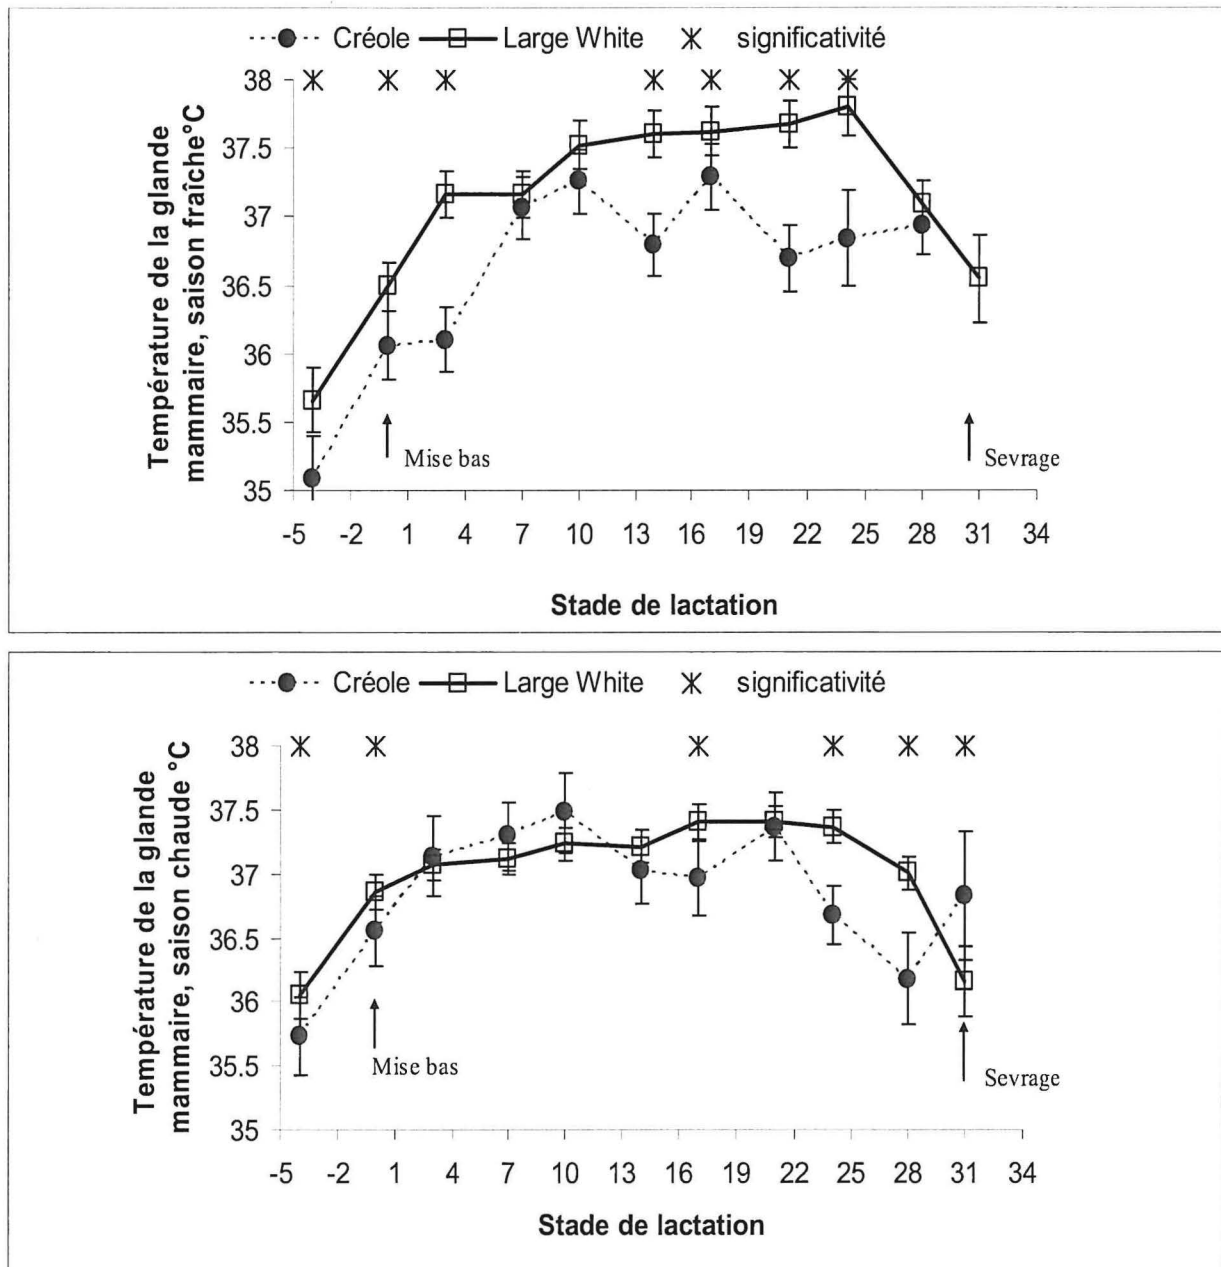 Créole Large White significativité
Température de la glande
mammaire, saison fraîche°C
38
37.5
37
36.5
36
35.5
35
Mise bas
Sevrage
-5 -2 1 4 7 10 13 16 19 22 25 28 31 34
Stade de lactation
Créole Large White significativité
Température de la glande
mammaire, saison chaude °C
38
37.5
37
36.5
36
35.5
35
Mise bas
Sevrage
-5 -2 1 4 7 10 13 16 19 22 25 28 31 34
Stade de lactation